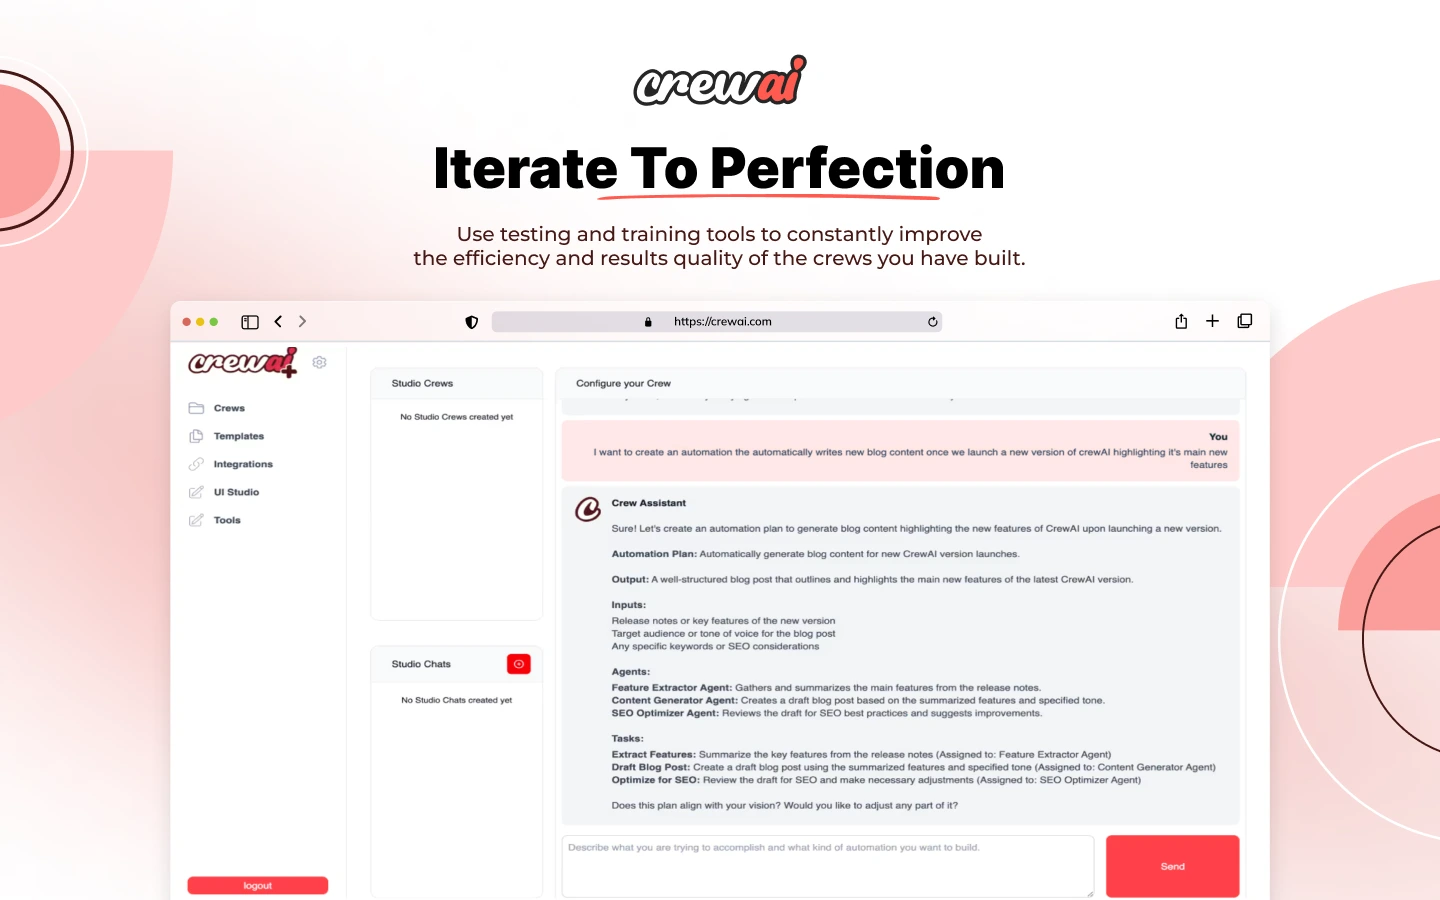 crewai
Iterate To Perfection
Use testing and training tools to constantly improve
the efficiency and results quality of the crews you have built.
https://crewai.com
crewai+
Crews
Templates
Integrations
UI Studio
Tools
logout
Studio Crews
No Studio Crews created yet
Studio Chats
No Studio Chats created yet
Configure your Crew
You
I want to create an automation the automatically writes new blog content once we launch a new version of crewAI highlighting it's main new
features
Crew Assistant
Sure! Let's create an automation plan to generate blog content highlighting the new features of CrewAI upon launching a new version.
Automation Plan: Automatically generate blog content for new CrewAI version launches.
Output: A well-structured blog post that outlines and highlights the main new features of the latest CrewAI version.
Inputs:
Release notes or key features of the new version
Target audience or tone of voice for the blog post
Any specific keywords or SEO considerations
Agents:
Feature Extractor Agent: Gathers and summarizes the main features from the release notes.
Content Generator Agent: Creates a draft blog post based on the summarized features and specified tone.
SEO Optimizer Agent: Reviews the draft for SEO best practices and suggests improvements.
Tasks:
Extract Features: Summarize the key features from the release notes (Assigned to: Feature Extractor Agent)
Draft Blog Post: Create a draft blog post using the summarized features and specified tone (Assigned to: Content Generator Agent)
Optimize for SEO: Review the draft for SEO and make necessary adjustments (Assigned to: SEO Optimizer Agent)
Does this plan align with your vision? Would you like to adjust any part of it?
Describe what you are trying to accomplish and what kind of automation you want to build.
Send